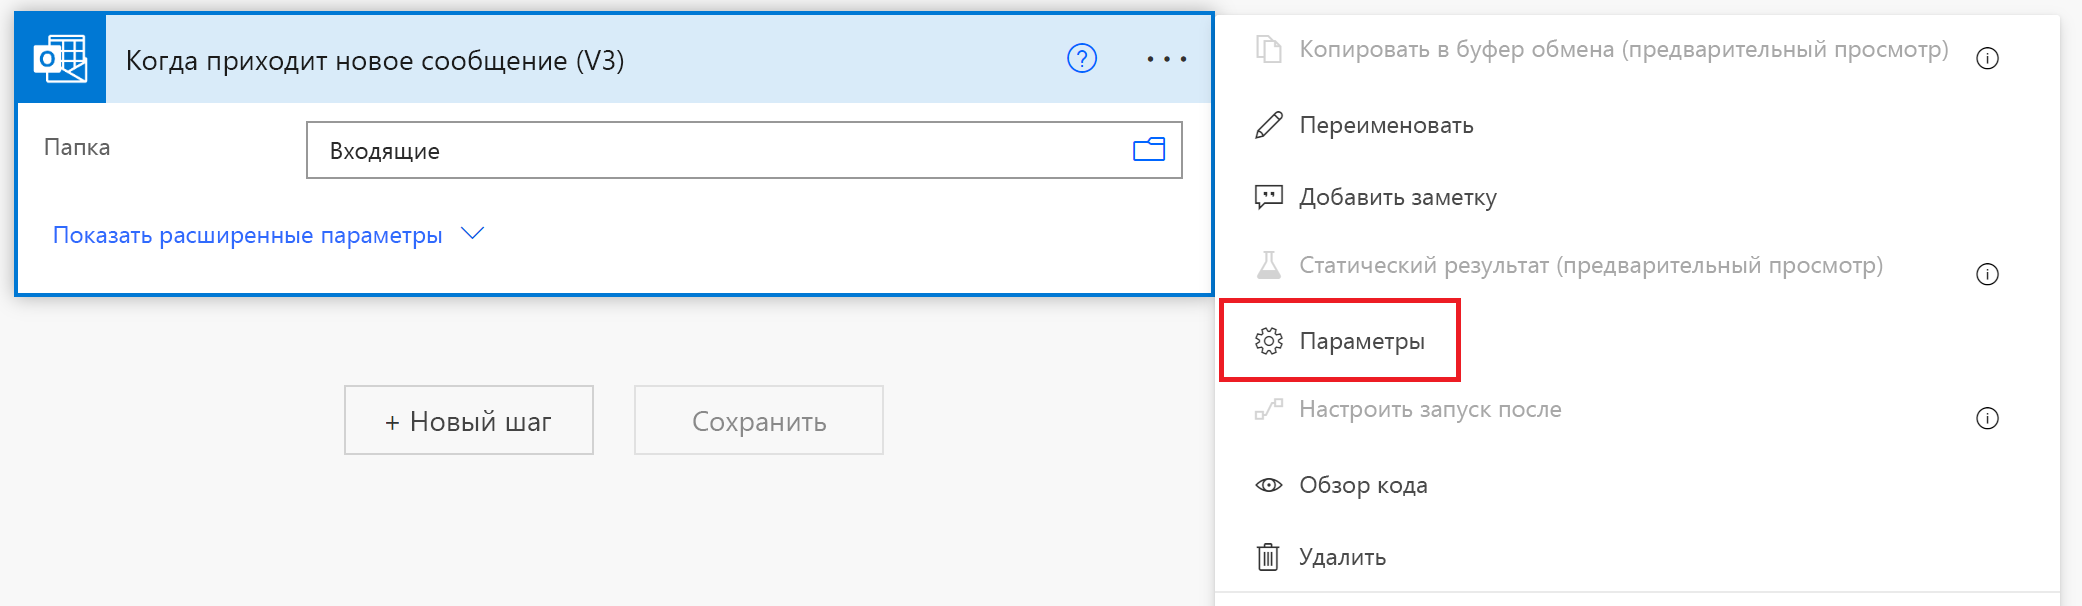 Когда приходит новое сообщение (V3)
Папка
Входящие
Показать расширенные параметры
+ Новый шаг
Сохранить
Копировать в буфер обмена (предварительный просмотр)
Переименовать
Добавить заметку
Статический результат (предварительный просмотр)
Параметры
Настроить запуск после
Обзор кода
Удалить